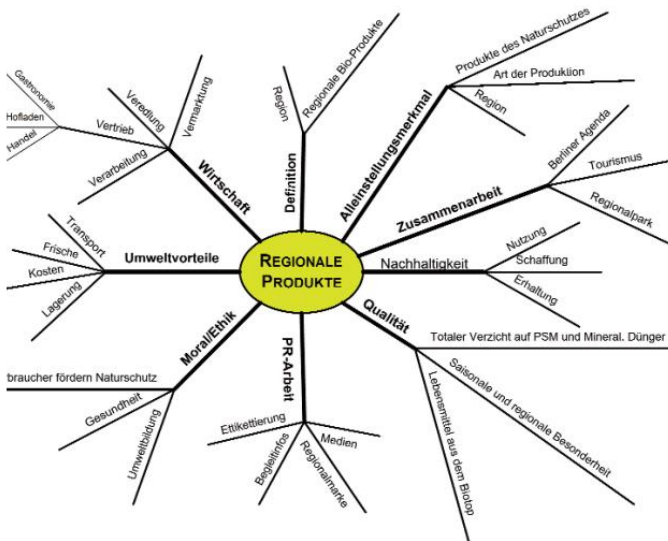 REGIONALE
PRODUKTE
Definition
Region
Regionale Bio-Produkte
Alleinstellungsmerkmal
Produkte des Naturschutzes
Art der Produktion
Region
Zusammenarbeit
Berliner Agenda
Tourismus
Regionalpark
Nachhaltigkeit
Nutzung
Schaffung
Erhaltung
Qualität
Totaler Verzicht auf PSM und Mineral. Dünger
Saisonale und regionale Besonderheit
Lebensmittel aus dem Biotop
PR-Arbeit
Medien
Regionalmarke
Begleitinfos
Ettikettierung
Moral/Ethik
Umweltbildung
Gesundheit
braucher fördern Naturschutz
Umweltvorteile
Lagerung
Kosten
Frische
Transport
Wirtschaft
Verarbeitung
Vertrieb
Handel
Hofladen
Gastronomie
Veredlung
Vermarktung